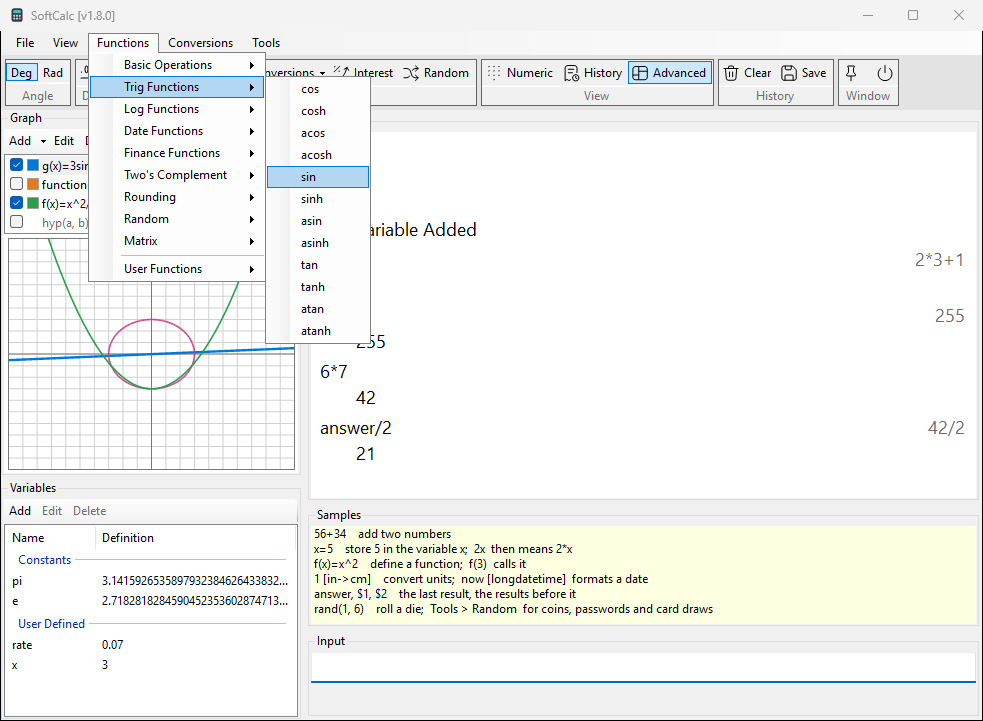 SoftCalc [v1.8.0]
File View Functions Conversions Tools
Deg Rad
Angle
Interest Random
Numeric History Advanced
View
Clear Save
History
Window
Basic Operations
Trig Functions
Log Functions
Date Functions
Finance Functions
Two's Complement
Rounding
Random
Matrix
User Functions
cos
cosh
acos
acosh
sin
sinh
asin
asinh
tan
tanh
atan
atanh
Graph
Add Edit
g(x)=3sin
function
f(x)=x^2,
hyp(a, b)
Variable Added
2*3+1
255
255
6*7
42
answer/2
42/2
21
Variables
Add Edit Delete
Name Definition
Constants
pi 3.1415926535897932384626433832...
e 2.7182818284590452353602874713...
User Defined
rate 0.07
x 3
Samples
56+34 add two numbers
x=5 store 5 in the variable x; 2x then means 2*x
f(x)=x^2 define a function; f(3) calls it
1 [in->cm] convert units; now [longdatetime] formats a date
answer, $1, $2 the last result, the results before it
rand(1, 6) roll a die; Tools > Random for coins, passwords and card draws
Input